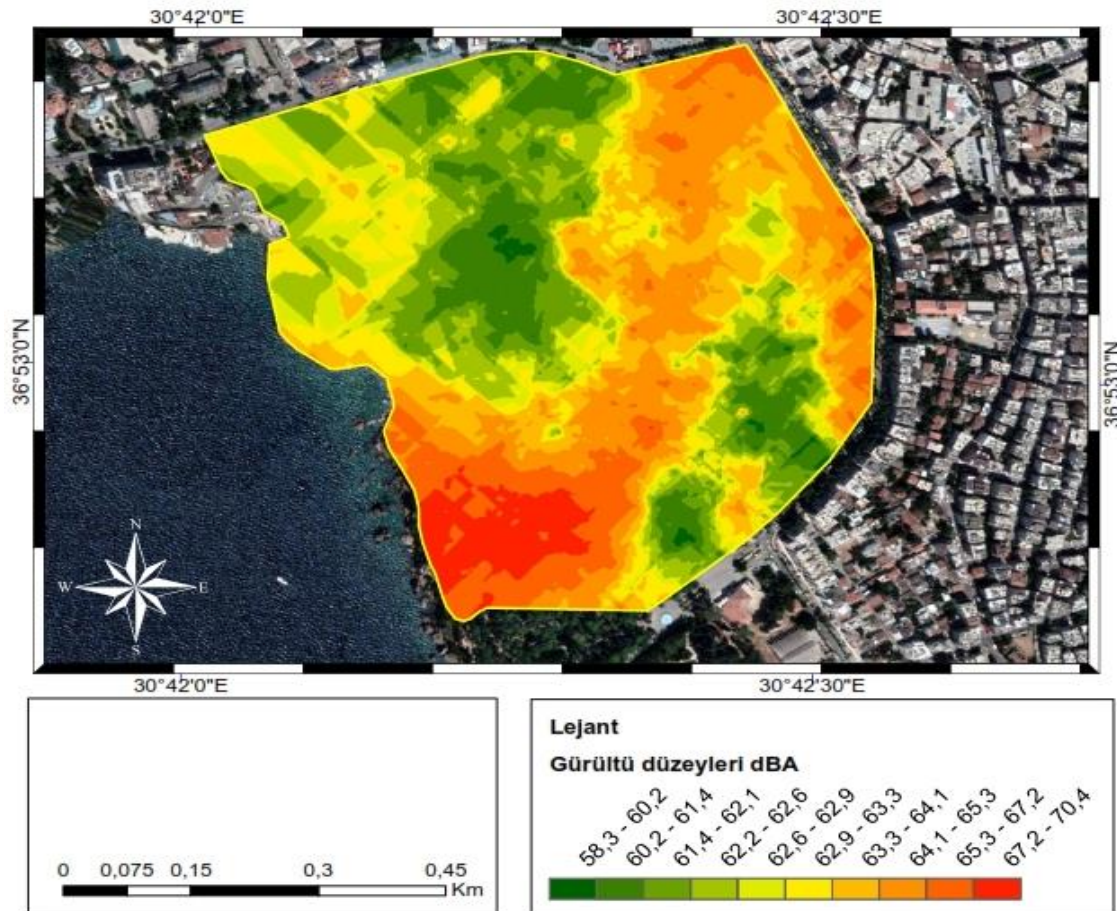 30°42'0"E 30°42'30"E
36°53'0"N
36°53'0"N
N
W E
S
30°42'0"E 30°42'30"E
Lejant
Gürültü düzeyleri dBA
58,3 - 60,2
60,2 - 61,4
61,4 - 62,1
62,2 - 62,6
62,6 - 62,9
62,9 - 63,3
63,3 - 64,1
64,1 - 65,3
65,3 - 67,2
67,2 - 70,4
0 0,075 0,15 0,3 0,45
Km